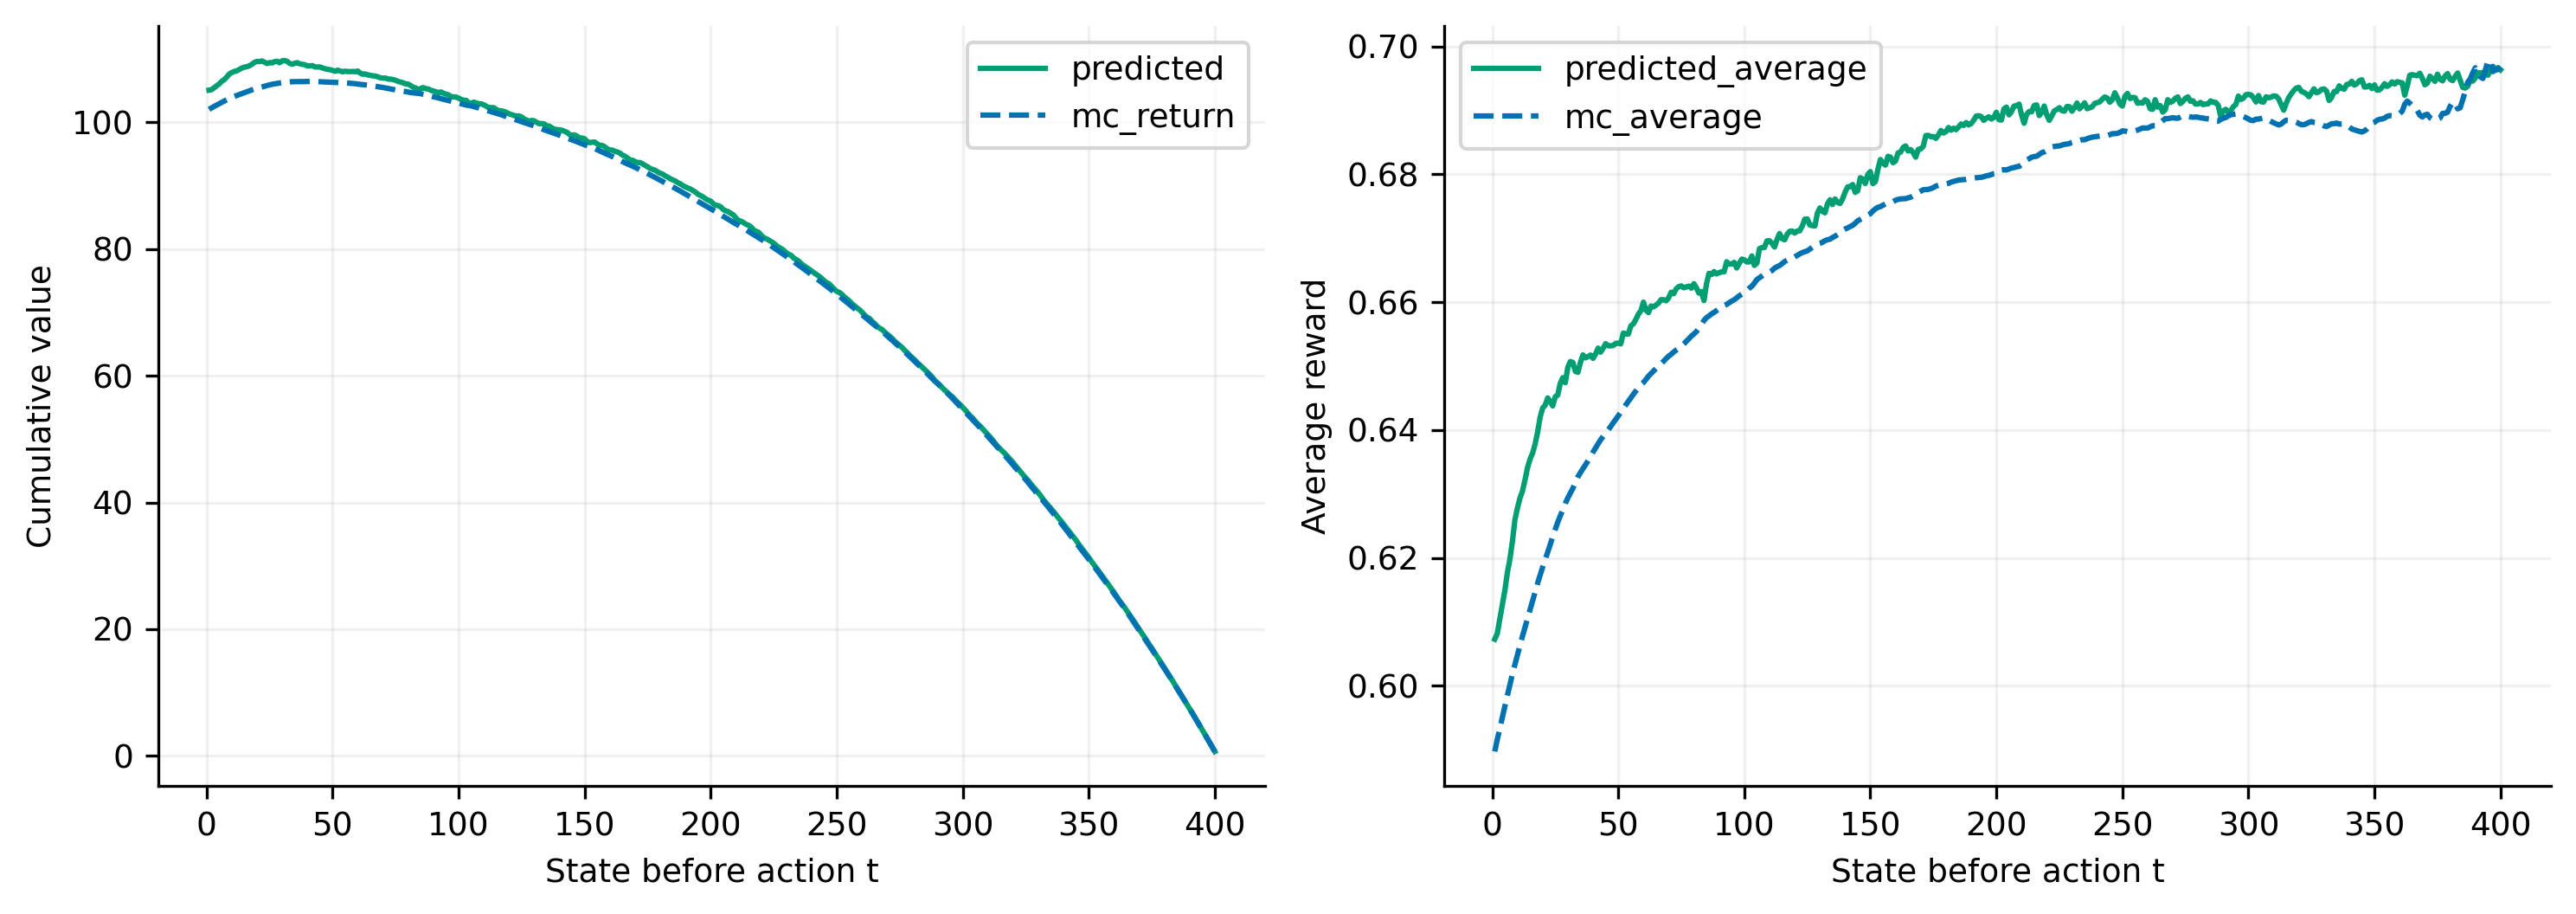 predicted
mc_return
100
80
60
40
20
0
Cumulative value
0 50 100 150 200 250 300 350 400
State before action t
predicted_average
mc_average
0.70
0.68
0.66
0.64
0.62
0.60
Average reward
0 50 100 150 200 250 300 350 400
State before action t